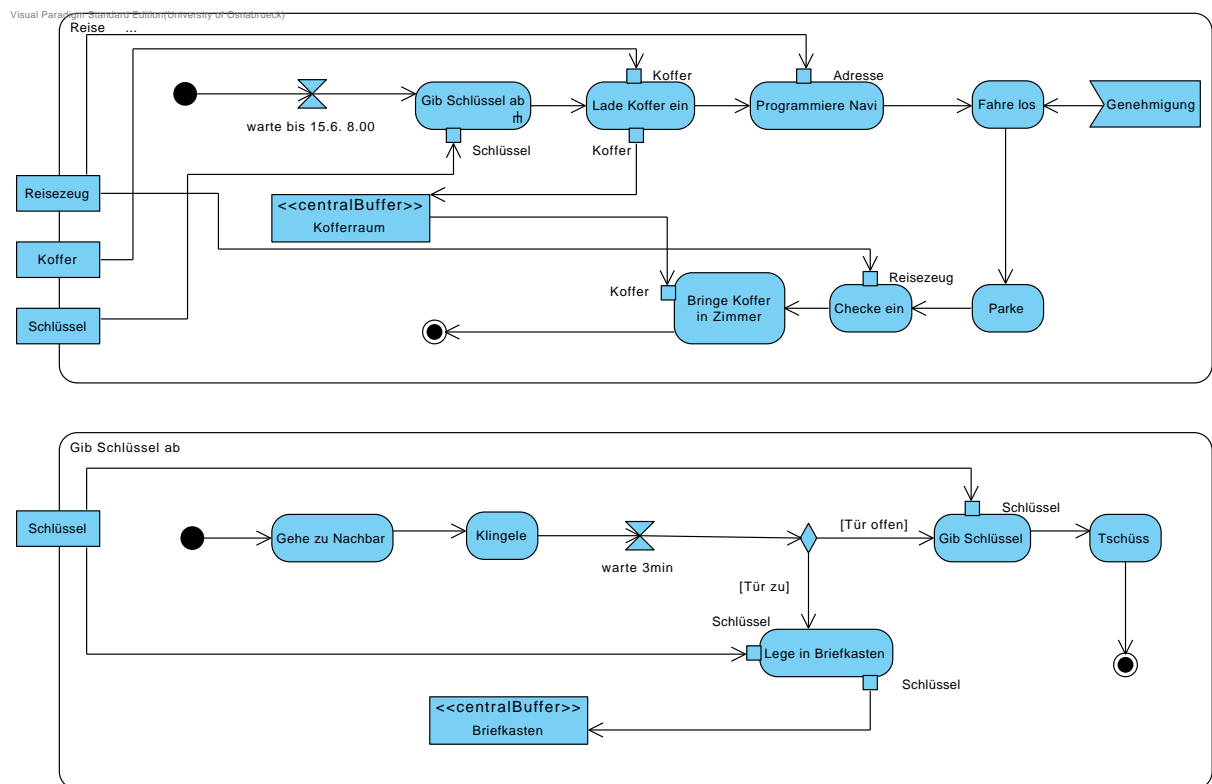 Visual Paradigm Standard Edition(University of Osnabrueck)
Reise ...
Koffer
Adresse
Gib Schlüssel ab
Lade Koffer ein
Programmiere Navi
Fahre los
Genehmigung
warte bis 15.6. 8.00
Schlüssel
Koffer
Reisezeug
<<centralBuffer>>
Kofferraum
Koffer
Reisezeug
Koffer
Bringe Koffer
in Zimmer
Checke ein
Parke
Schlüssel
Gib Schlüssel ab
Schlüssel
Schlüssel
[Tür offen]
Gehe zu Nachbar
Klingele
Gib Schlüssel
Tschüss
warte 3min
[Tür zu]
Schlüssel
Lege in Briefkasten
Schlüssel
<<centralBuffer>>
Briefkasten